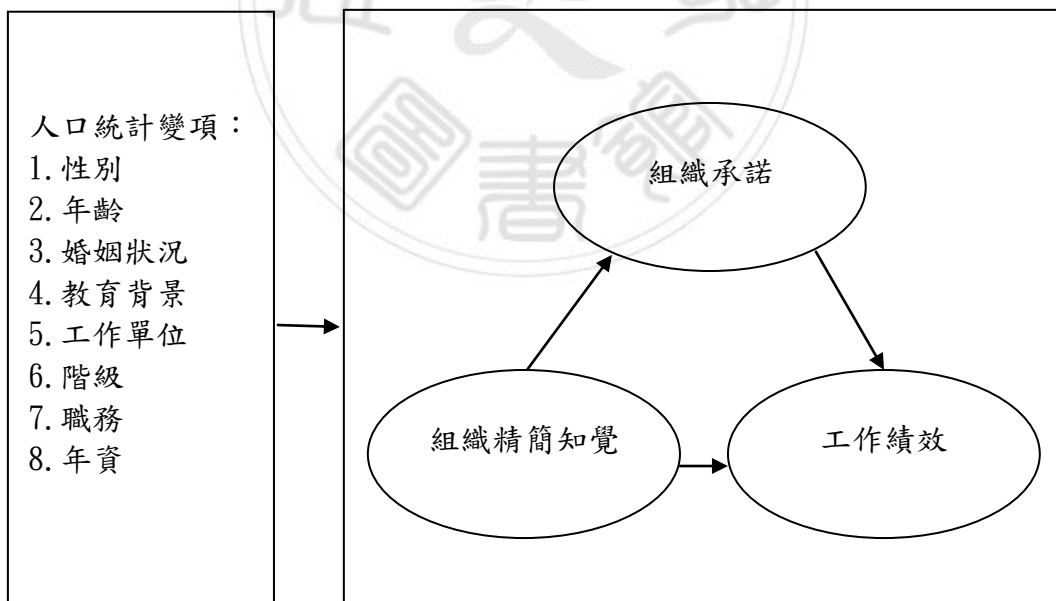 人口統計變項：
1.性別
2.年齡
3.婚姻狀況
4.教育背景
5.工作單位
6.階級
7.職務
8.年資
組織承諾
組織精簡知覺
工作績效